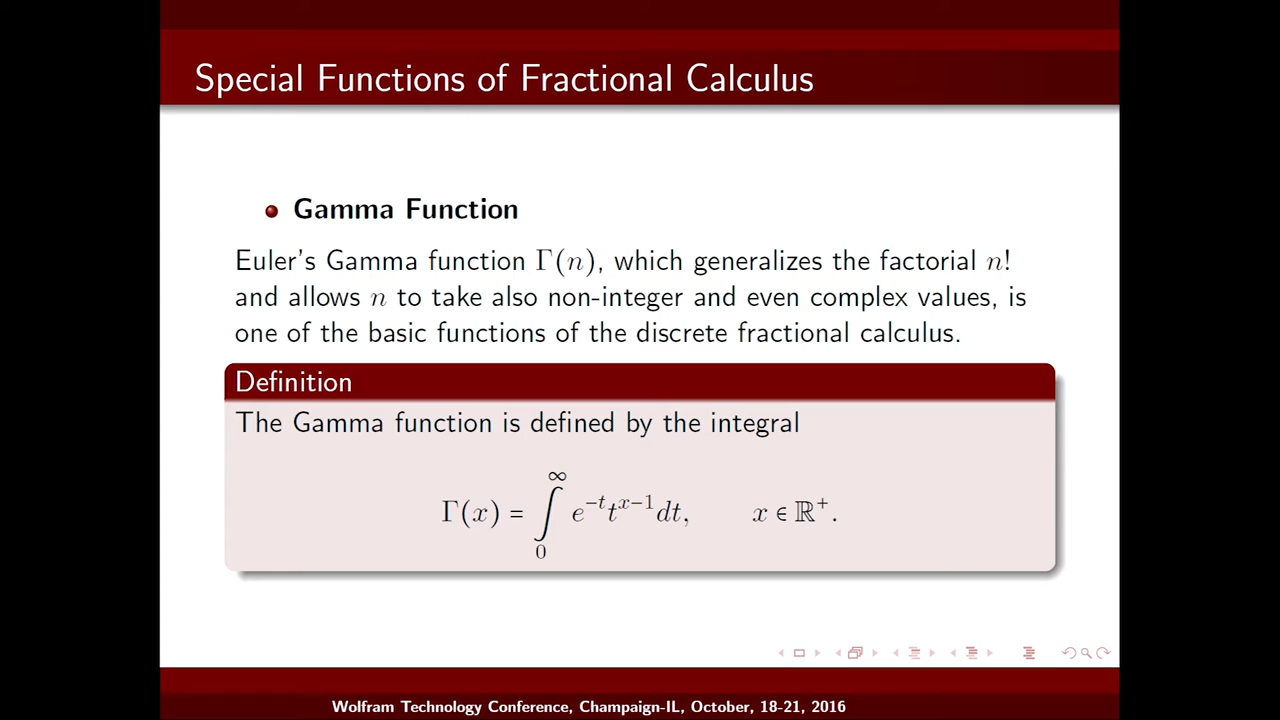 Special Functions of Fractional Calculus
Gamma Function
Euler's Gamma function Γ(n), which generalizes the factorial n!
and allows n to take also non-integer and even complex values, is
one of the basic functions of the discrete fractional calculus.
Definition
The Gamma function is defined by the integral
Γ(x) = ∫₀^∞ e^{-t} t^{x-1} dt, x ∈ ℝ⁺.
Wolfram Technology Conference, Champaign-IL, October, 18-21, 2016